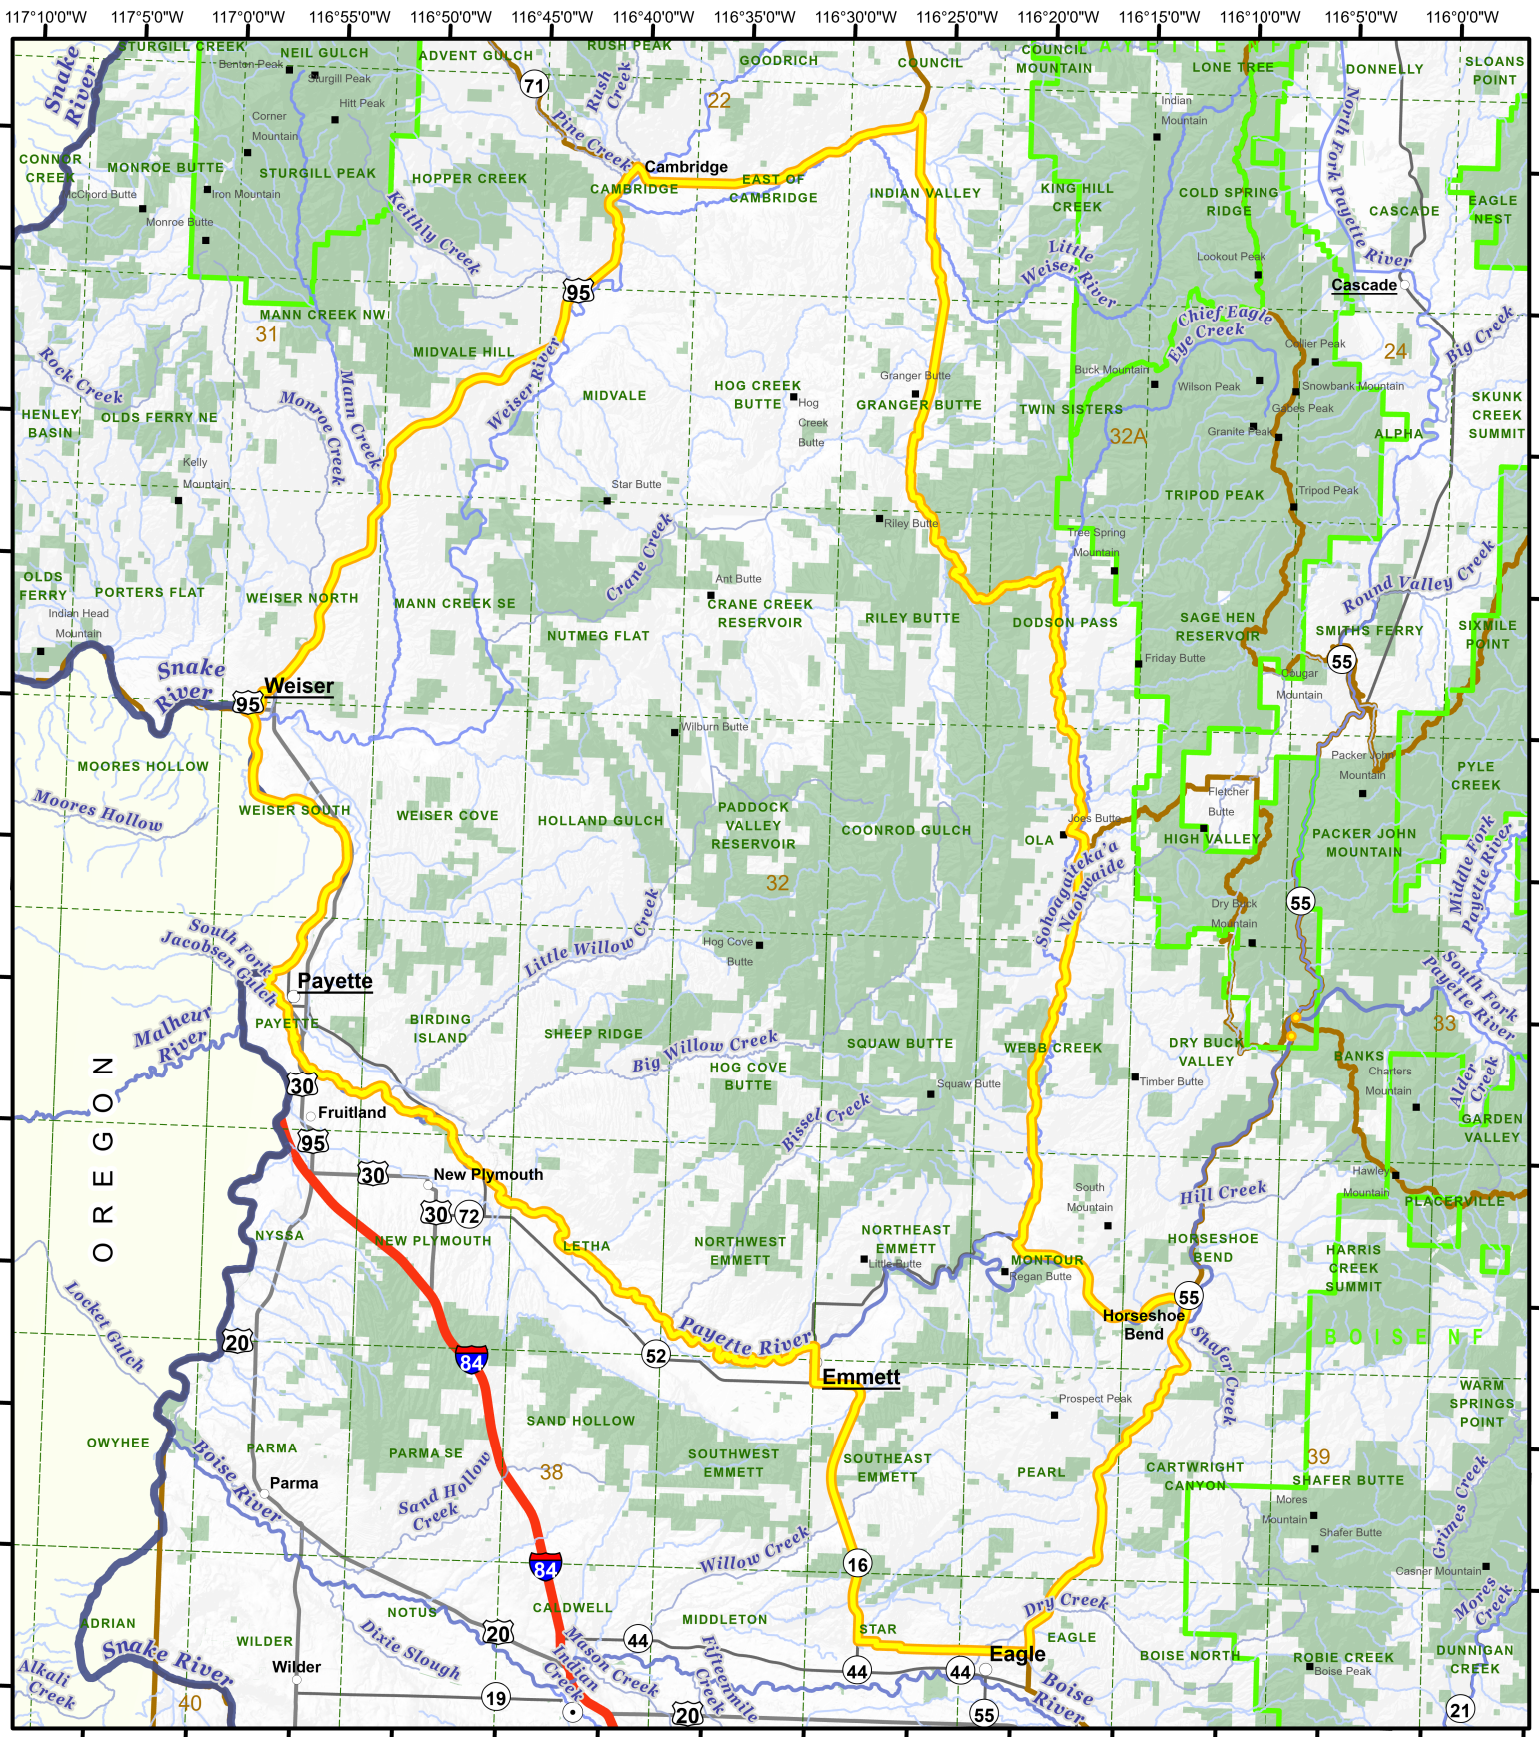 117°10'0"W 117°5'0"W 117°0'0"W 116°55'0"W 116°50'0"W 116°45'0"W 116°40'0"W 116°35'0"W 116°30'0"W 116°25'0"W 116°20'0"W 116°15'0"W 116°10'0"W 116°5'0"W 116°0'0"W
STURGILL CREEK
NEIL GULCH
ADVENT GULCH
RUSH PEAK
GOODRICH
COUNCIL
COUNCIL
MOUNTAIN
PAYETTE NF
LONE TREE
DONNELLY
SLOANS
POINT
Snake
River
Benton Peak
Sturgill Peak
Hitt Peak
Corner
Mountain
71
Rush
Creek
22
Pine Creek
Indian
Mountain
North Fork Payette River
CONNOR
CREEK
MONROE BUTTE
STURGILL PEAK
HOPPER CREEK
Cambridge
CAMBRIDGE
EAST OF
CAMBRIDGE
INDIAN VALLEY
KING HILL
CREEK
COLD SPRING
RIDGE
CASCADE
EAGLE
NEST
McChord Butte
Iron Mountain
Monroe Butte
Keithly Creek
Little
Weiser River
Lookout Peak
Cascade
95
MANN CREEK NW
31
Chief Eagle
Eye Creek
Big Creek
MIDVALE HILL
Collier Peak
24
Rock Creek
Weiser River
Buck Mountain
Wilson Peak
Snowbank Mountain
Gabes Peak
Granite Peak
HENLEY
BASIN
OLDS FERRY NE
Monroe Creek
Mann Creek
MIDVALE
HOG CREEK
BUTTE
Hog
Creek
Butte
Granger Butte
GRANGER BUTTE
TWIN SISTERS
32A
ALPHA
SKUNK
CREEK
SUMMIT
Kelly
Mountain
Star Butte
Riley Butte
TRIPOD PEAK
Tripod Peak
Tree Spring
Mountain
Crane Creek
Round Valley Creek
OLDS
FERRY
PORTERS FLAT
WEISER NORTH
MANN CREEK SE
NUTMEG FLAT
Ant Butte
CRANE CREEK
RESERVOIR
RILEY BUTTE
DODSON PASS
SAGE HEN
RESERVOIR
SMITHS FERRY
SIXMILE
POINT
Indian Head
Mountain
Snake
River
Weiser
95
Friday Butte
Cougar
Mountain
55
Wilburn Butte
MOORES HOLLOW
Moores Hollow
WEISER SOUTH
WEISER COVE
HOLLAND GULCH
PADDOCK
VALLEY
RESERVOIR
COONROD GULCH
OLA
Joes Butte
Fletcher
Butte
HIGH VALLEY
Packer John
Mountain
PACKER JOHN
MOUNTAIN
PYLE
CREEK
32
Sohoagaiteka'a
Naokwaide
Middle Fork
Payette River
55
Dry Buck
Mountain
South Fork
Jacobsen Gulch
Little Willow Creek
Hog Cove
Butte
Payette
PAYETTE
BIRDING
ISLAND
SHEEP RIDGE
Big Willow Creek
HOG COVE
BUTTE
SQUAW BUTTE
WEBB CREEK
DRY BUCK
VALLEY
BANKS
33
South Fork
Payette River
Malheur
River
OREGON
30
Fruitland
95
30
New Plymouth
30
72
Bissel Creek
Squaw Butte
Timber Butte
Charters
Mountain
Alder
Creek
GARDEN
VALLEY
Hawley
Mountain
PLACERVILLE
Hill Creek
South
Mountain
NYSSA
NEW PLYMOUTH
LETHA
NORTHWEST
EMMETT
NORTHEAST
EMMETT
Little Butte
MONTOUR
Regan Butte
HORSESHOE
BEND
HARRIS
CREEK
SUMMIT
Locket Gulch
20
84
Payette River
52
Emmett
Horseshoe
Bend
55
Shafer Creek
BOISE NF
Prospect Peak
WARM
SPRINGS
POINT
OWYHEE
PARMA
Boise River
Parma
PARMA SE
Sand Hollow
Creek
SAND HOLLOW
38
SOUTHWEST
EMMETT
SOUTHEAST
EMMETT
PEARL
CARTWRIGHT
CANYON
39
SHAFER BUTTE
Mores
Mountain
Shafer Butte
Grimes Creek
Casner Mountain
Mores
Creek
84
Willow Creek
16
ADRIAN
Snake River
WILDER
Wilder
NOTUS
Dixie Slough
20
CALDWELL
44
MIDDLETON
STAR
Dry Creek
EAGLE
Eagle
44
44
BOISE NORTH
ROBIE CREEK
Boise Peak
DUNNIGAN
CREEK
Alkali
Creek
40
19
Mason Creek
Indian
Creek
Fifteenmile
Creek
20
Boise
River
55
21